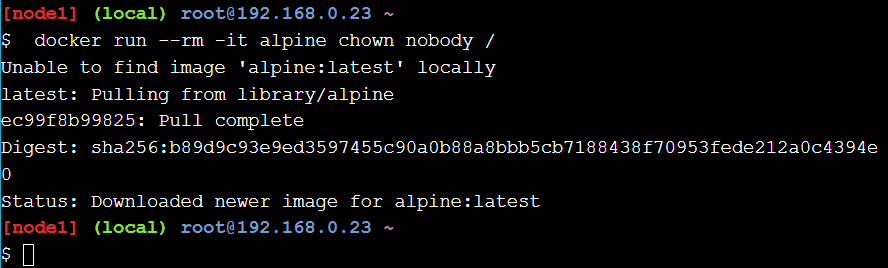 [node1] (local) root@192.168.0.23 ~
$  docker run --rm -it alpine chown nobody /
Unable to find image 'alpine:latest' locally
latest: Pulling from library/alpine
ec99f8b99825: Pull complete
Digest: sha256:b89d9c93e9ed3597455c90a0b88a8bbb5cb7188438f70953fede212a0c4394e
0
Status: Downloaded newer image for alpine:latest
[node1] (local) root@192.168.0.23 ~
$